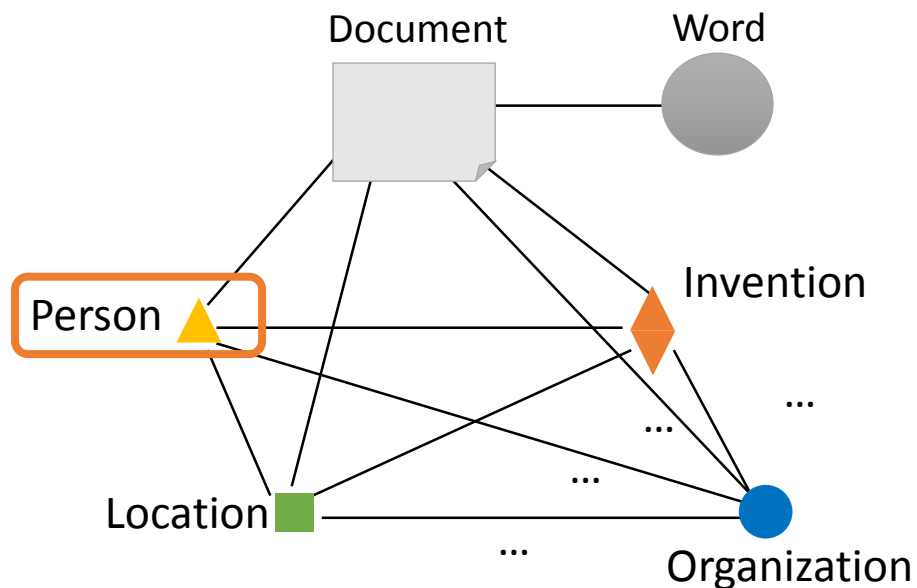 Document
Word
Invention
Person
...
...
...
Location
...
Organization